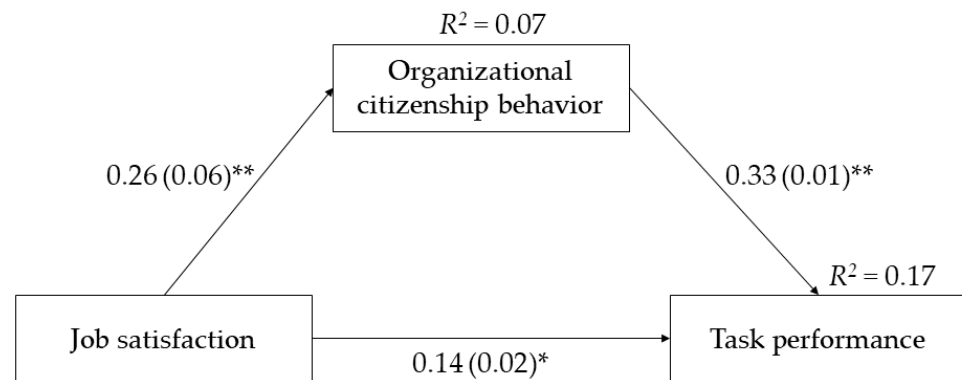 R² = 0.07
Organizational
citizenship behavior
0.26 (0.06)**
0.33 (0.01)**
R² = 0.17
Job satisfaction
Task performance
0.14 (0.02)*